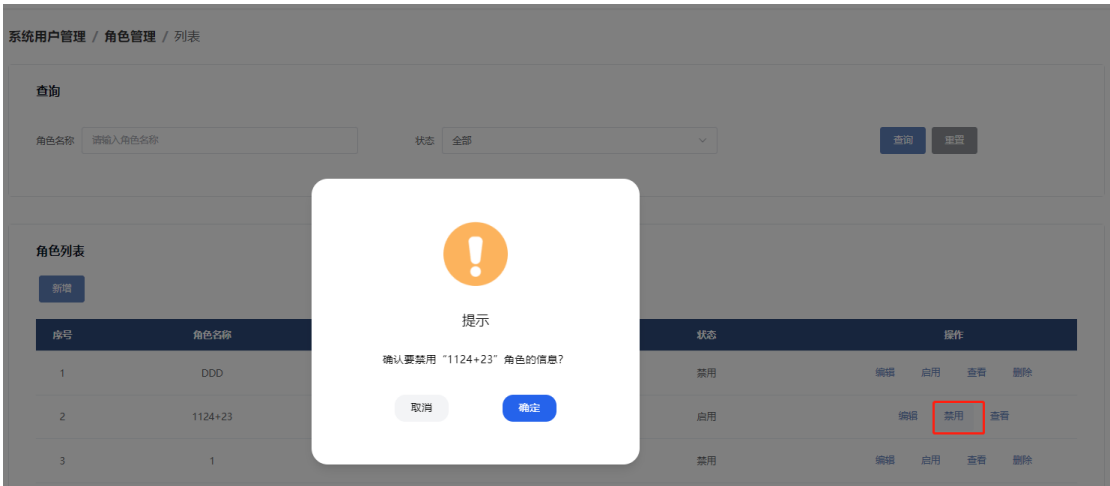 系统用户管理 / 角色管理 / 列表
查询
角色名称 请输入角色名称 状态 全部 查询 重置
角色列表
新增
提示
确认要禁用“1124+23”角色的信息?
取消 确定
序号 角色名称 状态 操作
1 DDD 禁用 编辑 启用 查看 删除
2 1124+23 启用 编辑 禁用 查看
3 1 禁用 编辑 启用 查看 删除